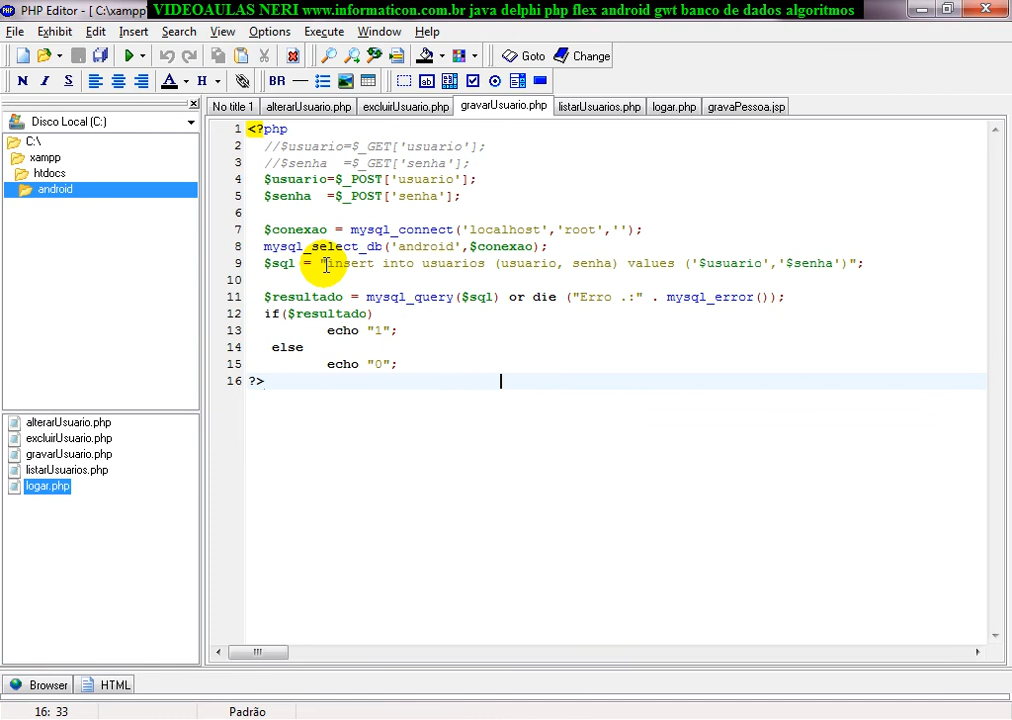 PHP Editor - [ C:\xampp
VIDEOAULAS NERI www.informaticon.com.br java delphi php flex android gwt banco de dados algoritmos
File Exhibit Edit Insert Search View Options Execute Window Help
Goto Change
N I S A H BR
Disco Local (C:)
C:\
xampp
htdocs
android
alterarUsuario.php
excluirUsuario.php
gravarUsuario.php
listarUsuarios.php
logar.php
No title 1 alterarUsuario.php excluirUsuario.php gravarUsuario.php listarUsuarios.php logar.php gravaPessoa.jsp
1 <?php
2 //$usuario=$_GET['usuario'];
3 //$senha  =$_GET['senha'];
4 $usuario=$_POST['usuario'];
5 $senha  =$_POST['senha'];
6
7 $conexao = mysql_connect('localhost','root','');
8 mysql_select_db('android',$conexao);
9 $sql = "insert into usuarios (usuario, senha) values ('$usuario','$senha')";
10
11 $resultado = mysql_query($sql) or die ("Erro .:" . mysql_error());
12 if($resultado)
13 echo "1";
14 else
15 echo "0";
16 ?>
Browser HTML
16: 33 Padrão